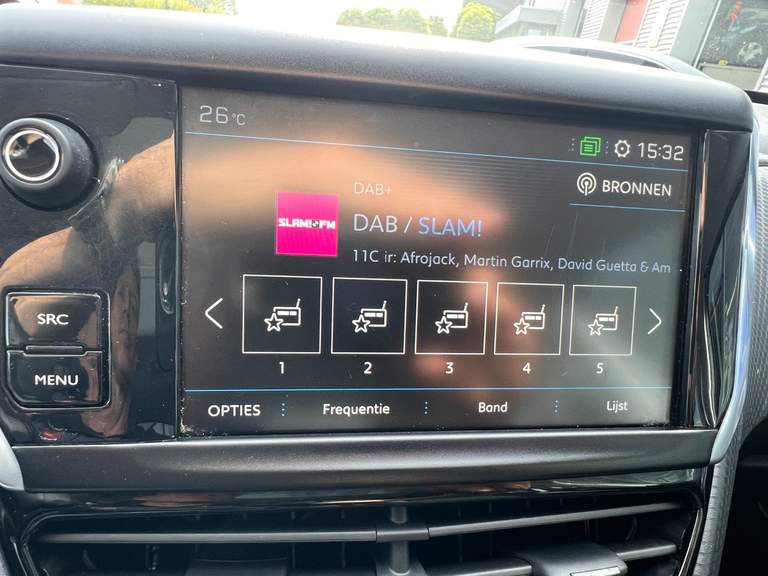 26 °C
15:32
BRONNEN
DAB+
SLAM! FM
DAB / SLAM!
11C ir: Afrojack, Martin Garrix, David Guetta & Am
SRC
MENU
1 2 3 4 5
OPTIES Frequentie Band Lijst